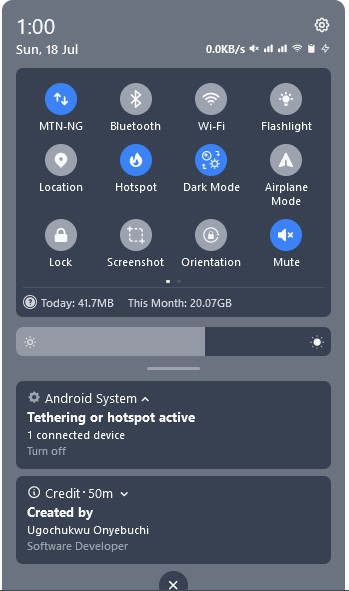 1:00
Sun, 18 Jul
0.0KB/s
MTN-NG
Bluetooth
Wi-Fi
Flashlight
Location
Hotspot
Dark Mode
Airplane
Mode
Lock
Screenshot
Orientation
Mute
Today: 41.7MB This Month: 20.07GB
Android System
Tethering or hotspot active
1 connected device
Turn off
Credit · 50m
Created by
Ugochukwu Onyebuchi
Software Developer